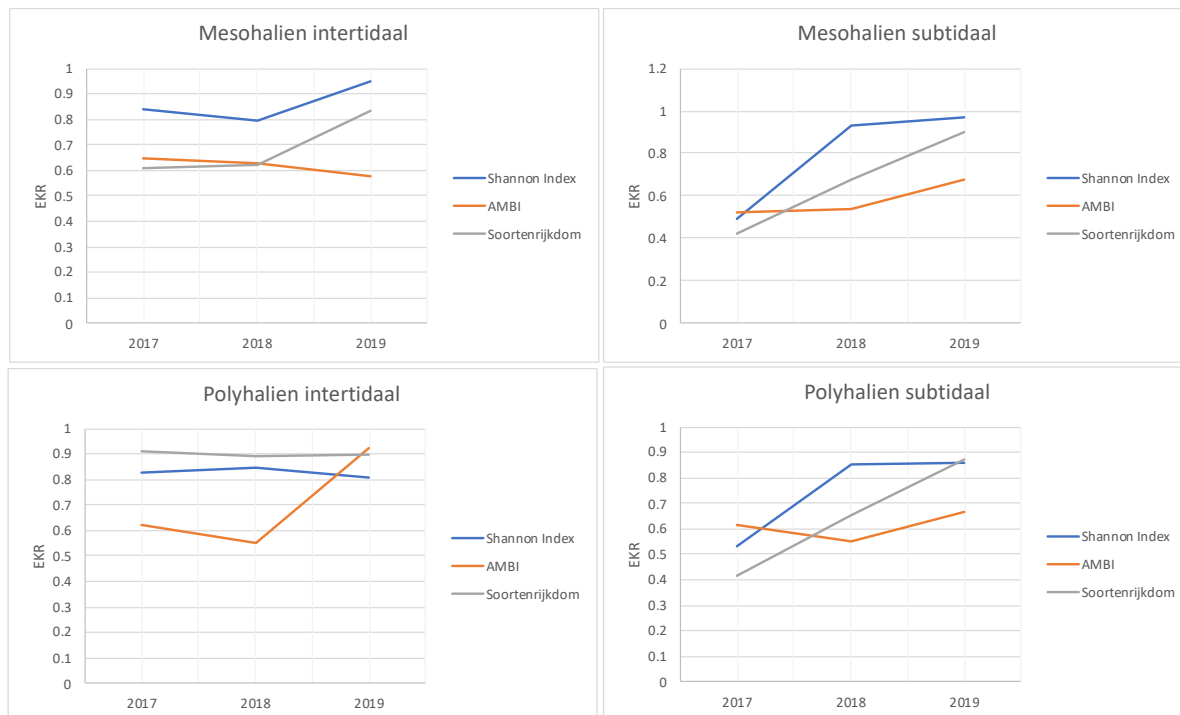 Mesohalien intertidaal
1
0.9
0.8
0.7
0.6
0.5
0.4
0.3
0.2
0.1
0
EKR
2017 2018 2019
Shannon Index
AMBI
Soortenrijkdom
Mesohalien subtidaal
1.2
1
0.8
0.6
0.4
0.2
0
EKR
2017 2018 2019
Shannon Index
AMBI
Soortenrijkdom
Polyhalien intertidaal
1
0.9
0.8
0.7
0.6
0.5
0.4
0.3
0.2
0.1
0
EKR
2017 2018 2019
Shannon Index
AMBI
Soortenrijkdom
Polyhalien subtidaal
1
0.9
0.8
0.7
0.6
0.5
0.4
0.3
0.2
0.1
0
EKR
2017 2018 2019
Shannon Index
AMBI
Soortenrijkdom